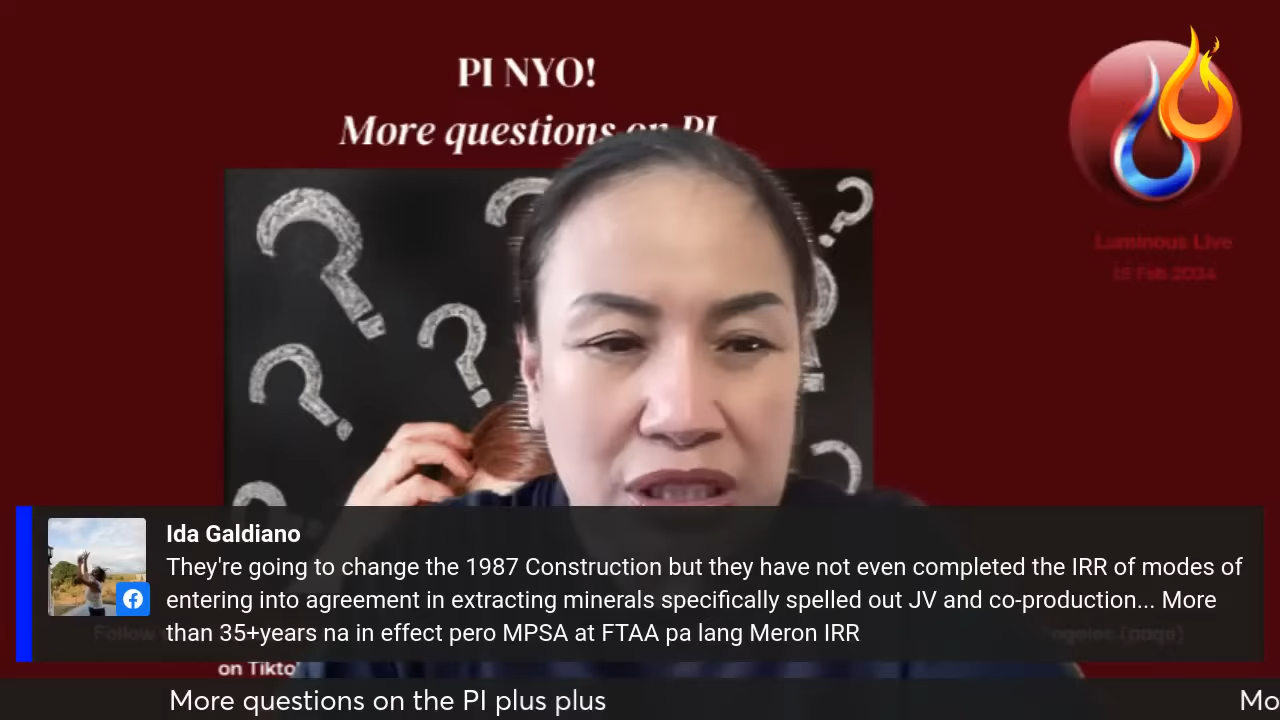 PI NYO!
More questions on PI
Luminous Live
15 Feb 2024
Ida Galdiano
They're going to change the 1987 Construction but they have not even completed the IRR of modes of
entering into agreement in extracting minerals specifically spelled out JV and co-production... More
than 35+years na in effect pero MPSA at FTAA pa lang Meron IRR
Follow
(page)
on Tikto
More questions on the PI plus plus
Mo